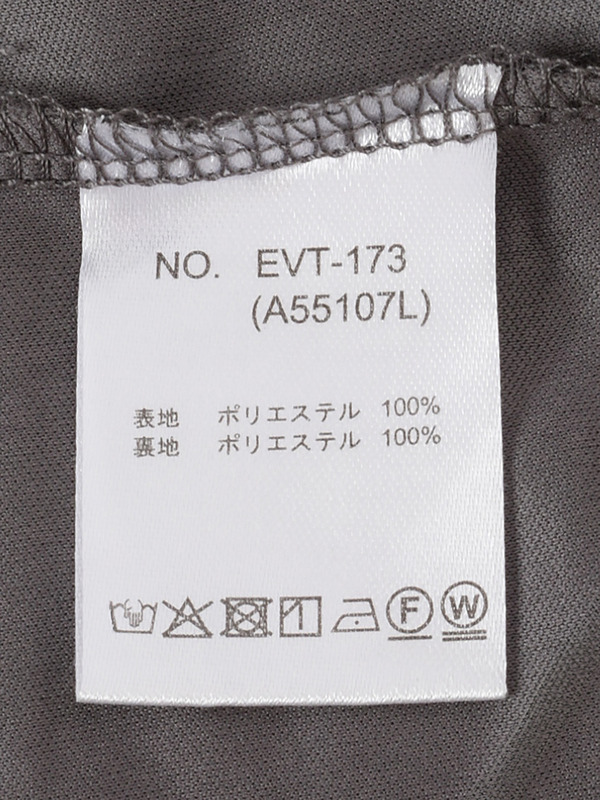 NO. EVT-173
(A55107L)
表地 ポリエステル 100%
裏地 ポリエステル 100%
F W